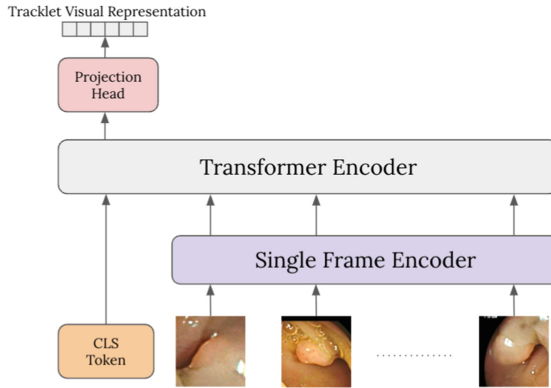 Tracklet Visual Representation
Projection
Head
Transformer Encoder
Single Frame Encoder
CLS
Token